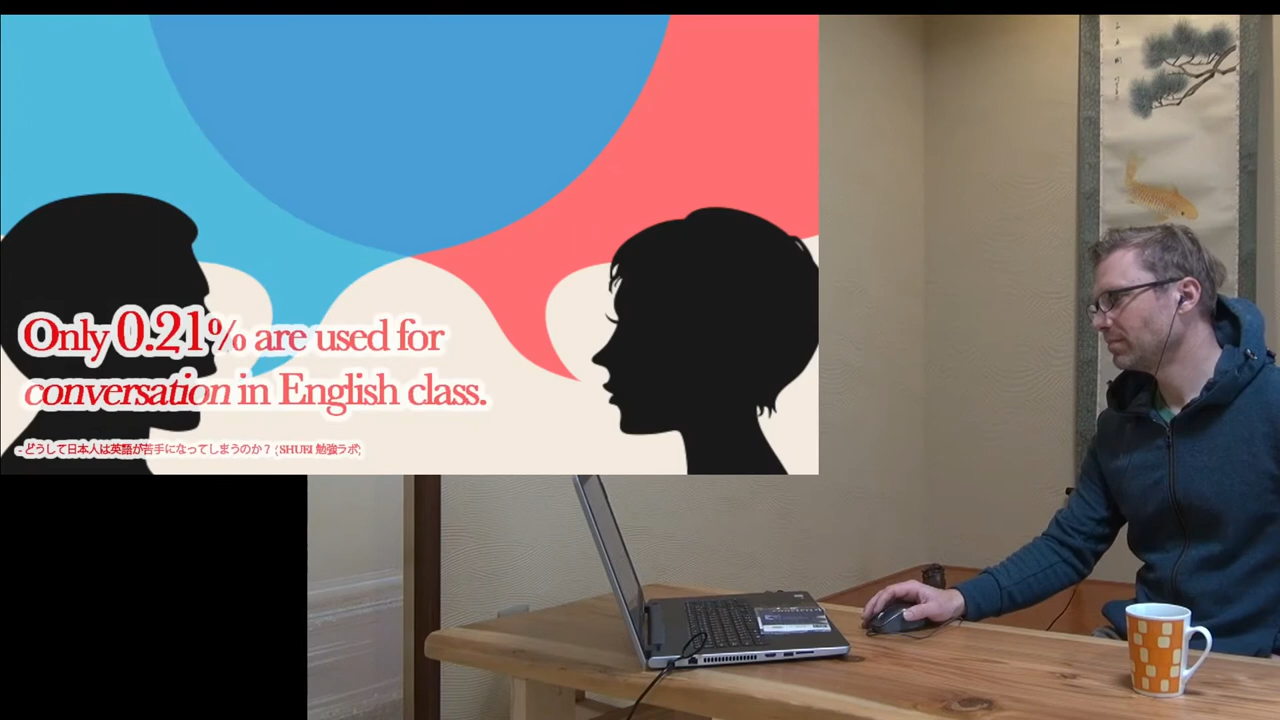 Only 0.21% are used for
conversation in English class.
- どうして日本人は英語が苦手になってしまうのか？ (SHUEI 勉強ラボ)